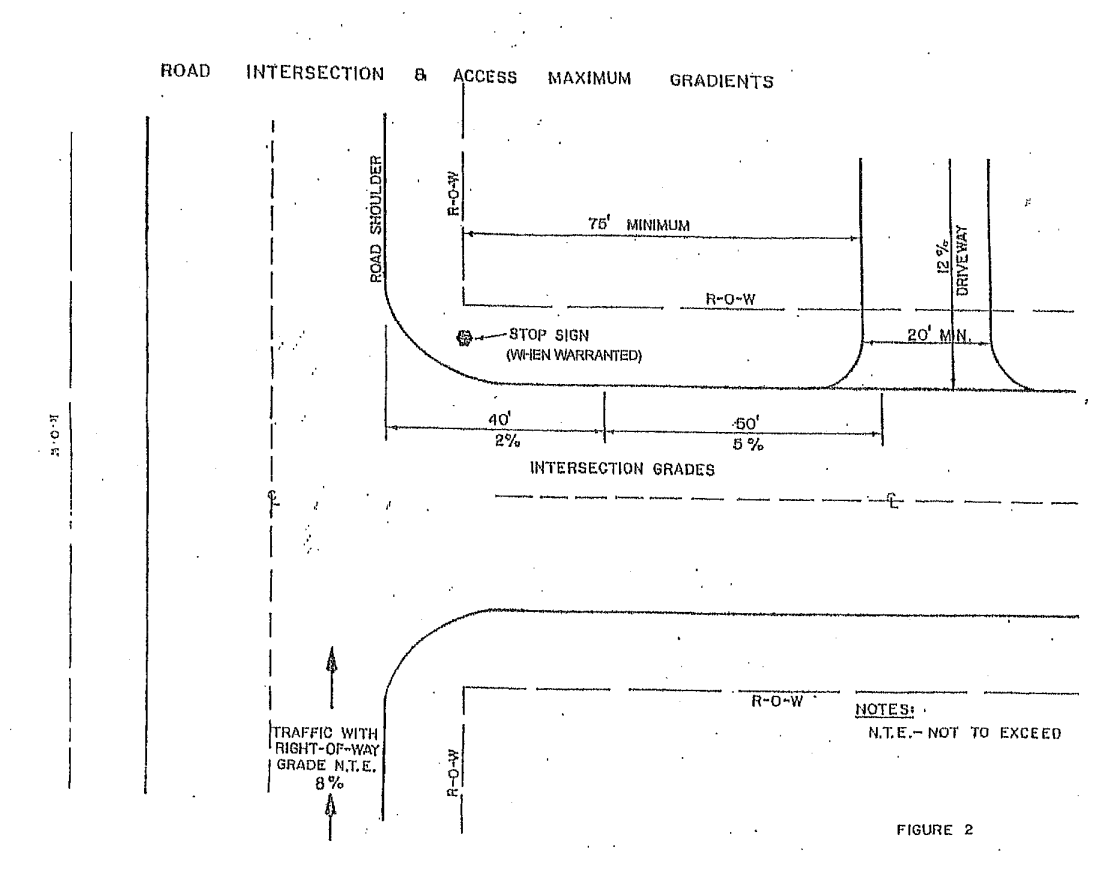 ROAD INTERSECTION & ACCESS MAXIMUM GRADIENTS
ROAD SHOULDER
R-O-W
75' MINIMUM
12%
DRIVEWAY
R-O-W
20' MIN.
STOP SIGN
(WHEN WARRANTED)
40'
2%
50'
5%
INTERSECTION GRADES
R-O-W
℄
℄
TRAFFIC WITH
RIGHT-OF-WAY
GRADE N.T.E.
8%
R-O-W
R-O-W
NOTES:
N.T.E.- NOT TO EXCEED
FIGURE 2